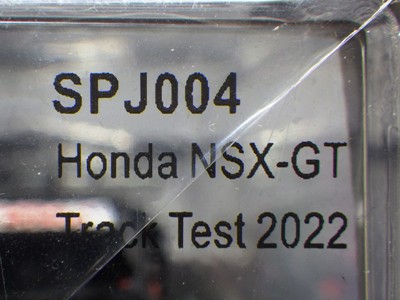 SPJ004
Honda NSX-GT
Track Test 2022